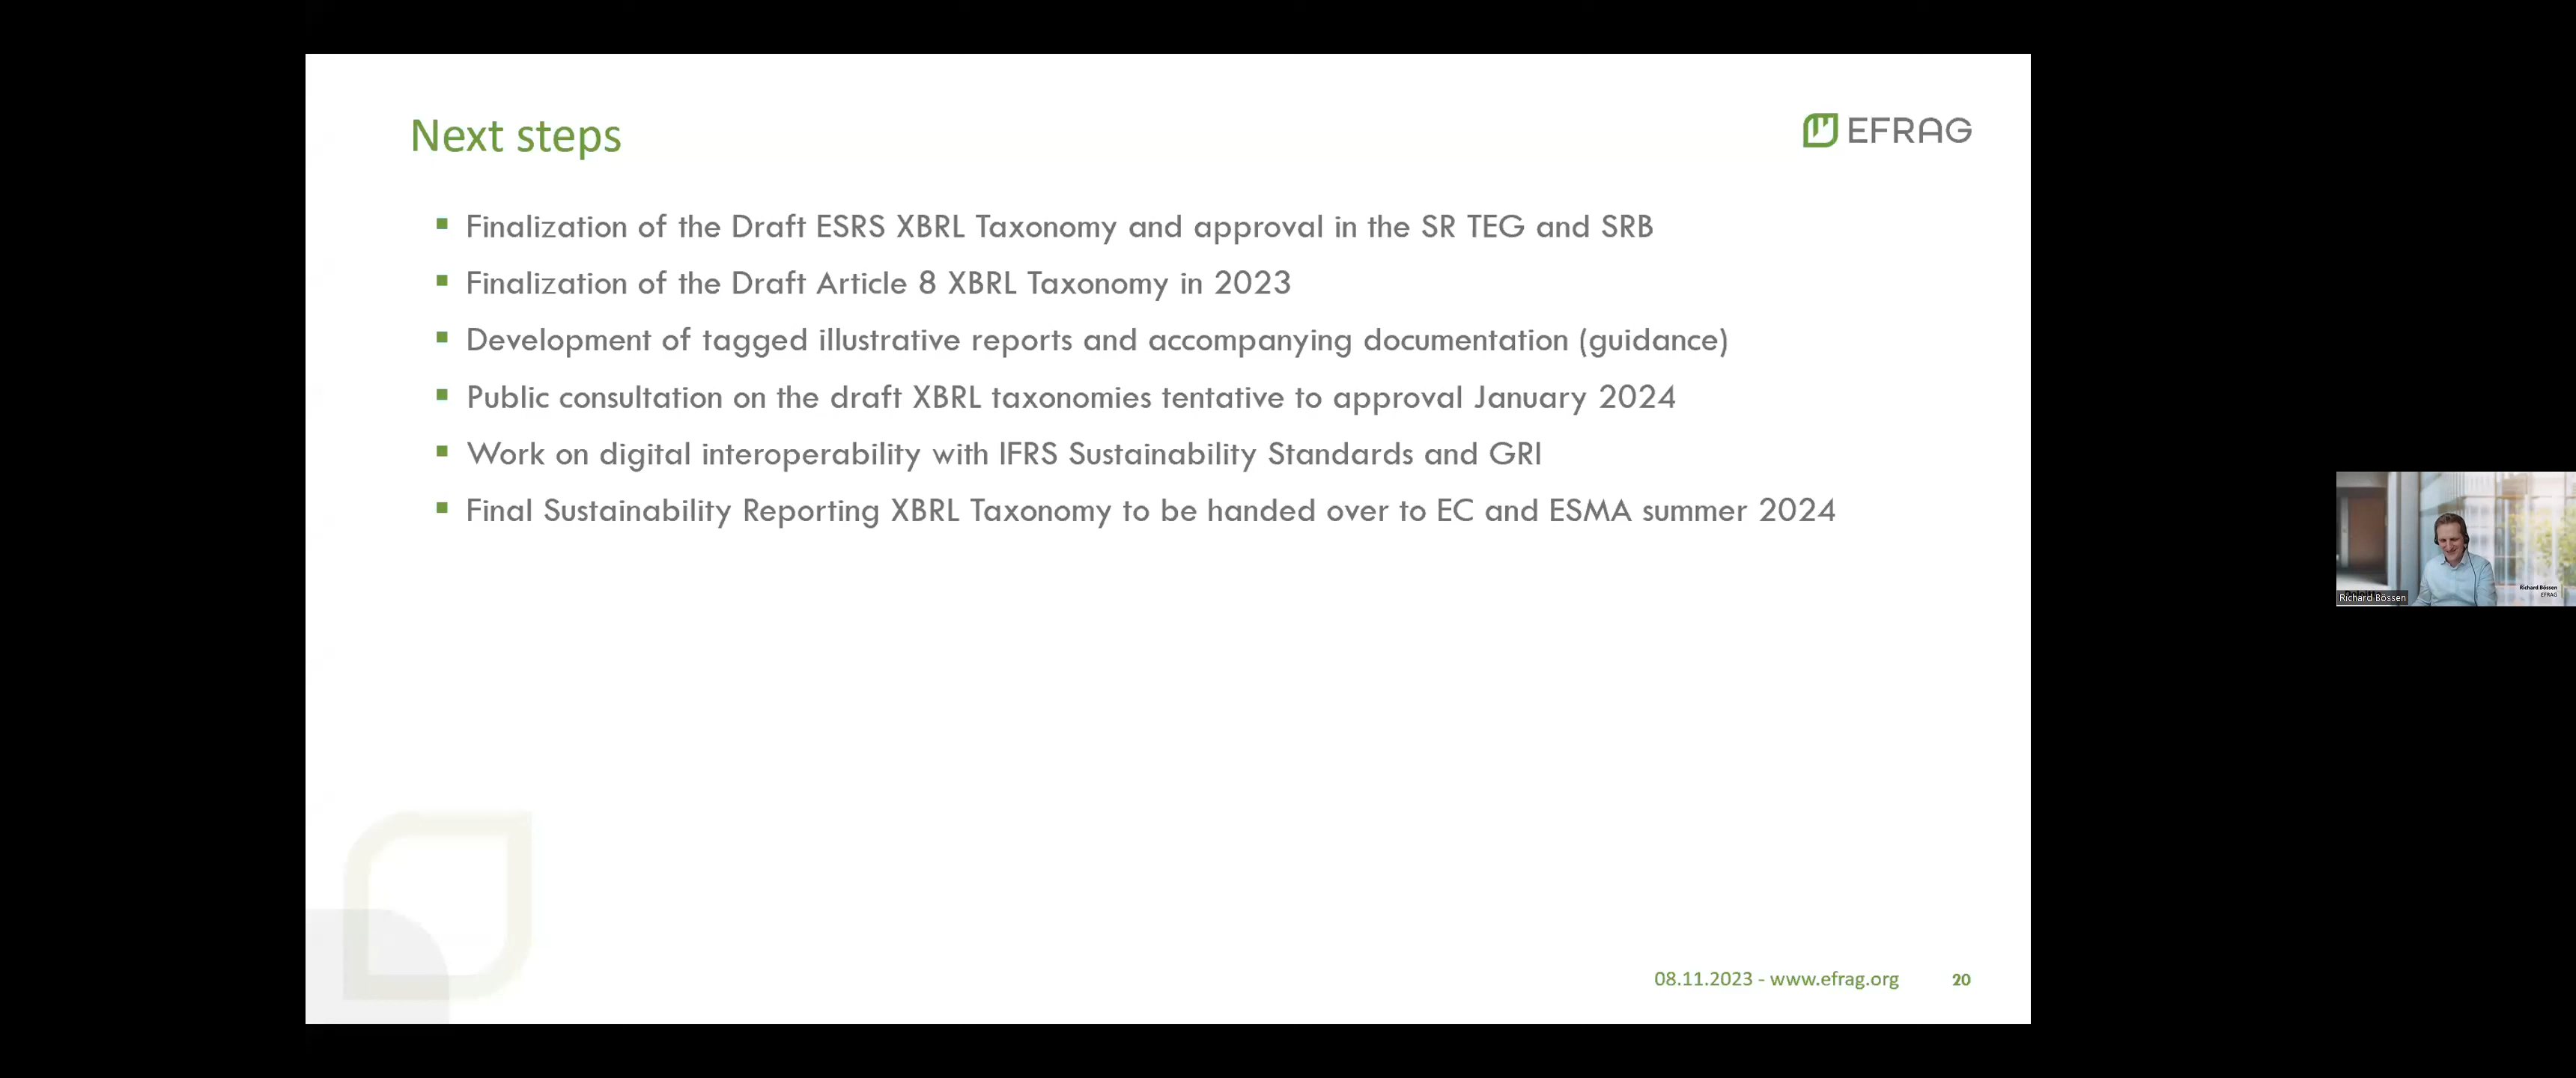 Next steps
EFRAG
Finalization of the Draft ESRS XBRL Taxonomy and approval in the SR TEG and SRB
Finalization of the Draft Article 8 XBRL Taxonomy in 2023
Development of tagged illustrative reports and accompanying documentation (guidance)
Public consultation on the draft XBRL taxonomies tentative to approval January 2024
Work on digital interoperability with IFRS Sustainability Standards and GRI
Final Sustainability Reporting XBRL Taxonomy to be handed over to EC and ESMA summer 2024
Richard Bössen
EFRAG
Richard Bössen
08.11.2023 - www.efrag.org 20